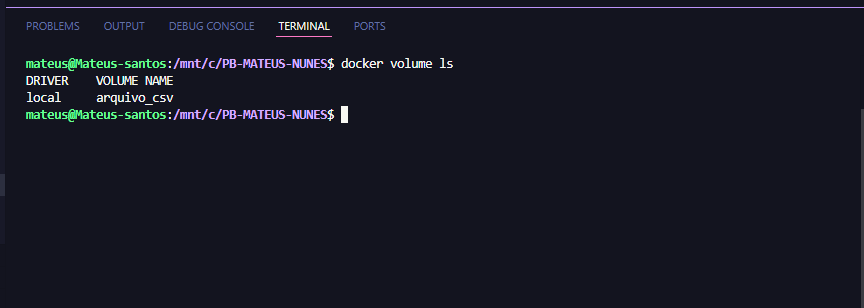 PROBLEMS OUTPUT DEBUG CONSOLE TERMINAL PORTS
mateus@Mateus-santos:/mnt/c/PB-MATEUS-NUNES$ docker volume ls
DRIVER    VOLUME NAME
local     arquivo_csv
mateus@Mateus-santos:/mnt/c/PB-MATEUS-NUNES$